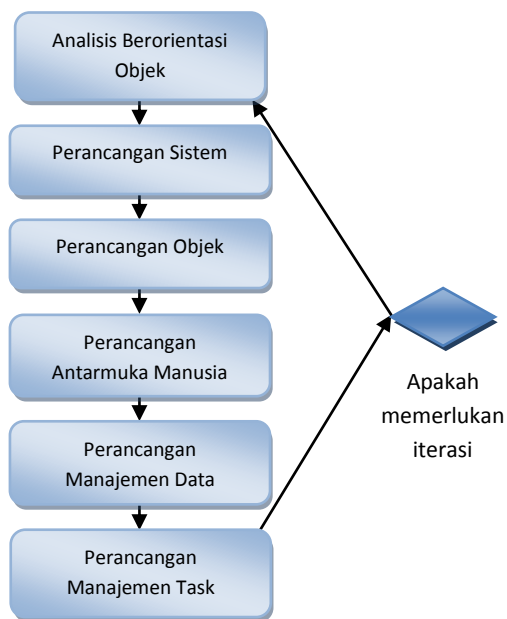 Analisis Berorientasi
Objek
Perancangan Sistem
Perancangan Objek
Perancangan
Antarmuka Manusia
Perancangan
Manajemen Data
Perancangan
Manajemen Task
Apakah
memerlukan
iterasi